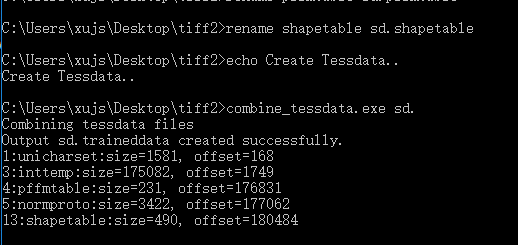 C:\Users\xujs\Desktop\tiff2>rename shapetable sd.shapetable
C:\Users\xujs\Desktop\tiff2>echo Create Tessdata..
Create Tessdata..
C:\Users\xujs\Desktop\tiff2>combine_tessdata.exe sd.
Combining tessdata files
Output sd.traineddata created successfully.
1:unicharset:size=1581, offset=168
3:inttemp:size=175082, offset=1749
4:pffmtable:size=231, offset=176831
5:normproto:size=3422, offset=177062
13:shapetable:size=490, offset=180484